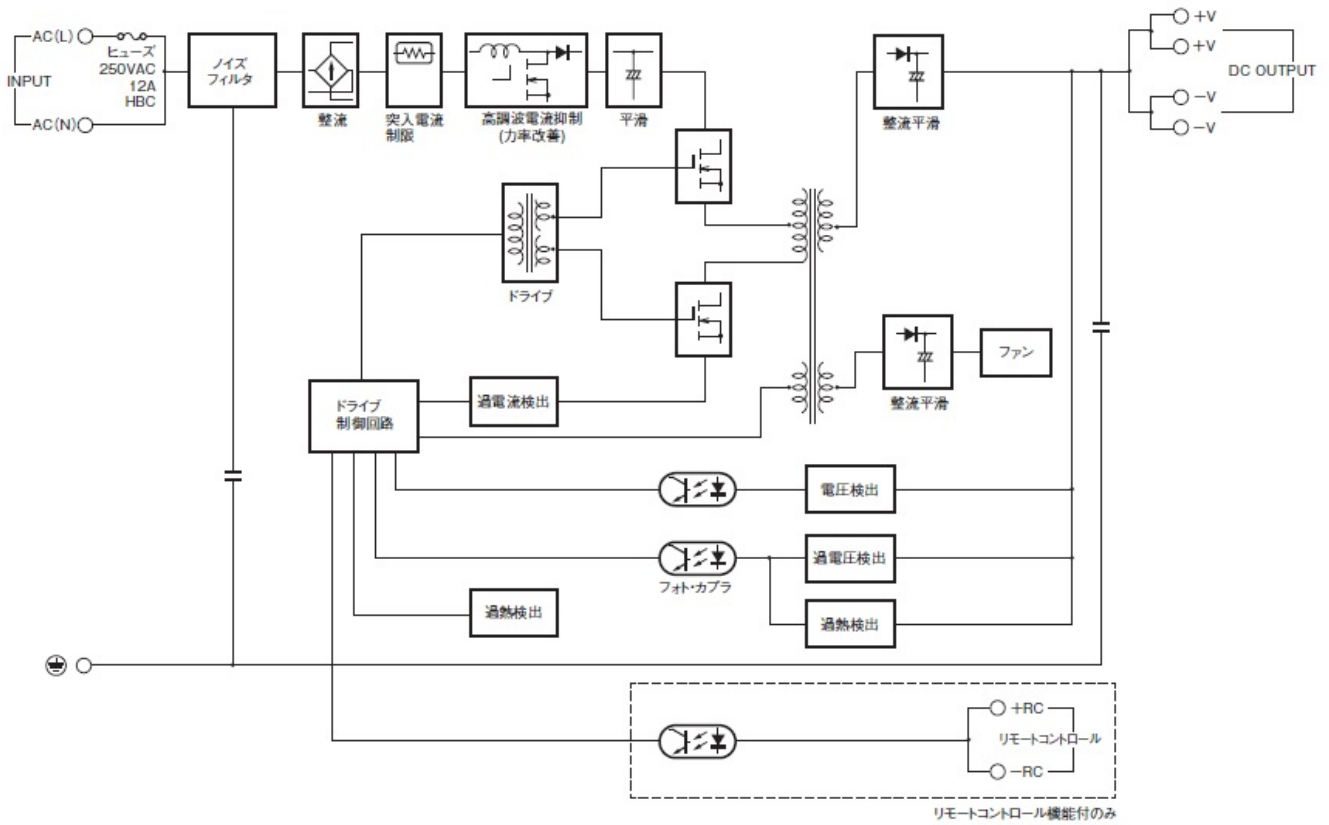 AC(L)
ヒューズ
250VAC
12A
HBC
INPUT
AC(N)
ノイズ
フィルタ
整流
突入電流
制限
高調波電流抑制
(力率改善)
平滑
整流平滑
+V
+V
DC OUTPUT
−V
−V
ドライブ
整流平滑
ファン
ドライブ
制御回路
過電流検出
電圧検出
過電圧検出
フォト・カプラ
過熱検出
過熱検出
+RC
リモートコントロール
−RC
リモートコントロール機能付のみ